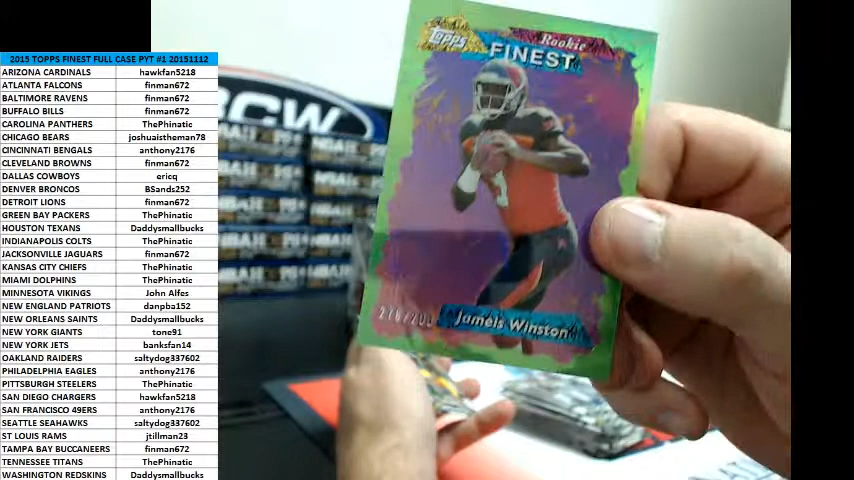 2015 TOPPS FINEST FULL CASE PYT #1 20151112
ARIZONA CARDINALS hawkfan5218
ATLANTA FALCONS finman672
BALTIMORE RAVENS finman672
BUFFALO BILLS finman672
CAROLINA PANTHERS ThePhinatic
CHICAGO BEARS joshuaistheman78
CINCINNATI BENGALS anthony2176
CLEVELAND BROWNS finman672
DALLAS COWBOYS ericq
DENVER BRONCOS BSands252
DETROIT LIONS finman672
GREEN BAY PACKERS ThePhinatic
HOUSTON TEXANS Daddysmallbucks
INDIANAPOLIS COLTS ThePhinatic
JACKSONVILLE JAGUARS finman672
KANSAS CITY CHIEFS ThePhinatic
MIAMI DOLPHINS ThePhinatic
MINNESOTA VIKINGS John Alfes
NEW ENGLAND PATRIOTS danpba152
NEW ORLEANS SAINTS Daddysmallbucks
NEW YORK GIANTS tone91
NEW YORK JETS banksfan14
OAKLAND RAIDERS saltydog337602
PHILADELPHIA EAGLES anthony2176
PITTSBURGH STEELERS ThePhinatic
SAN DIEGO CHARGERS hawkfan5218
SAN FRANCISCO 49ERS anthony2176
SEATTLE SEAHAWKS saltydog337602
ST LOUIS RAMS jtillman23
TAMPA BAY BUCCANEERS finman672
TENNESSEE TITANS ThePhinatic
WASHINGTON REDSKINS Daddysmallbucks
Topps
Rookie
FINEST
Jameis Winston
BCW